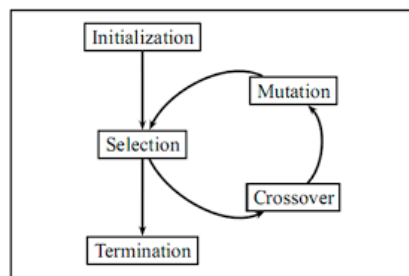 Initialization
Mutation
Selection
Crossover
Termination